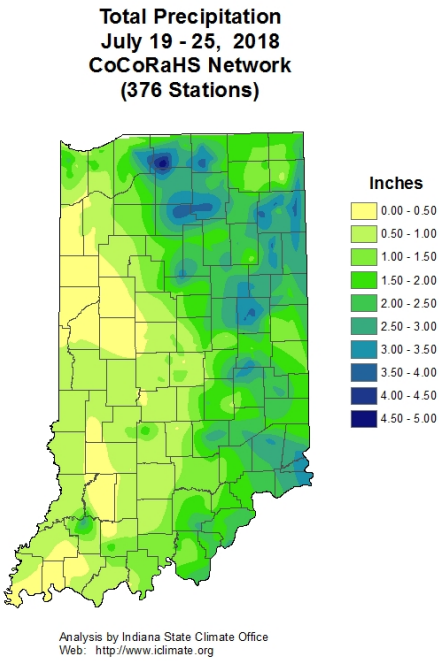 Total Precipitation
July 19 - 25, 2018
CoCoRaHS Network
(376 Stations)
Inches
0.00 - 0.50
0.50 - 1.00
1.00 - 1.50
1.50 - 2.00
2.00 - 2.50
2.50 - 3.00
3.00 - 3.50
3.50 - 4.00
4.00 - 4.50
4.50 - 5.00
Analysis by Indiana State Climate Office
Web: http://www.iclimate.org